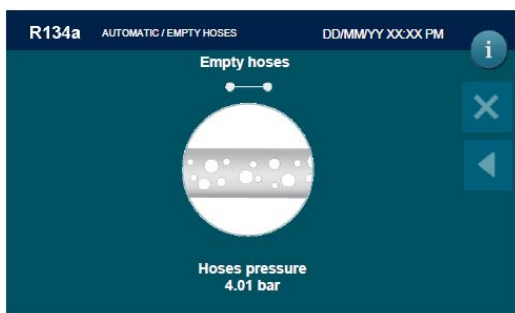 R134a AUTOMATIC / EMPTY HOSES DD/MM/YY XX:XX PM
i
Empty hoses
Hoses pressure
4.01 bar